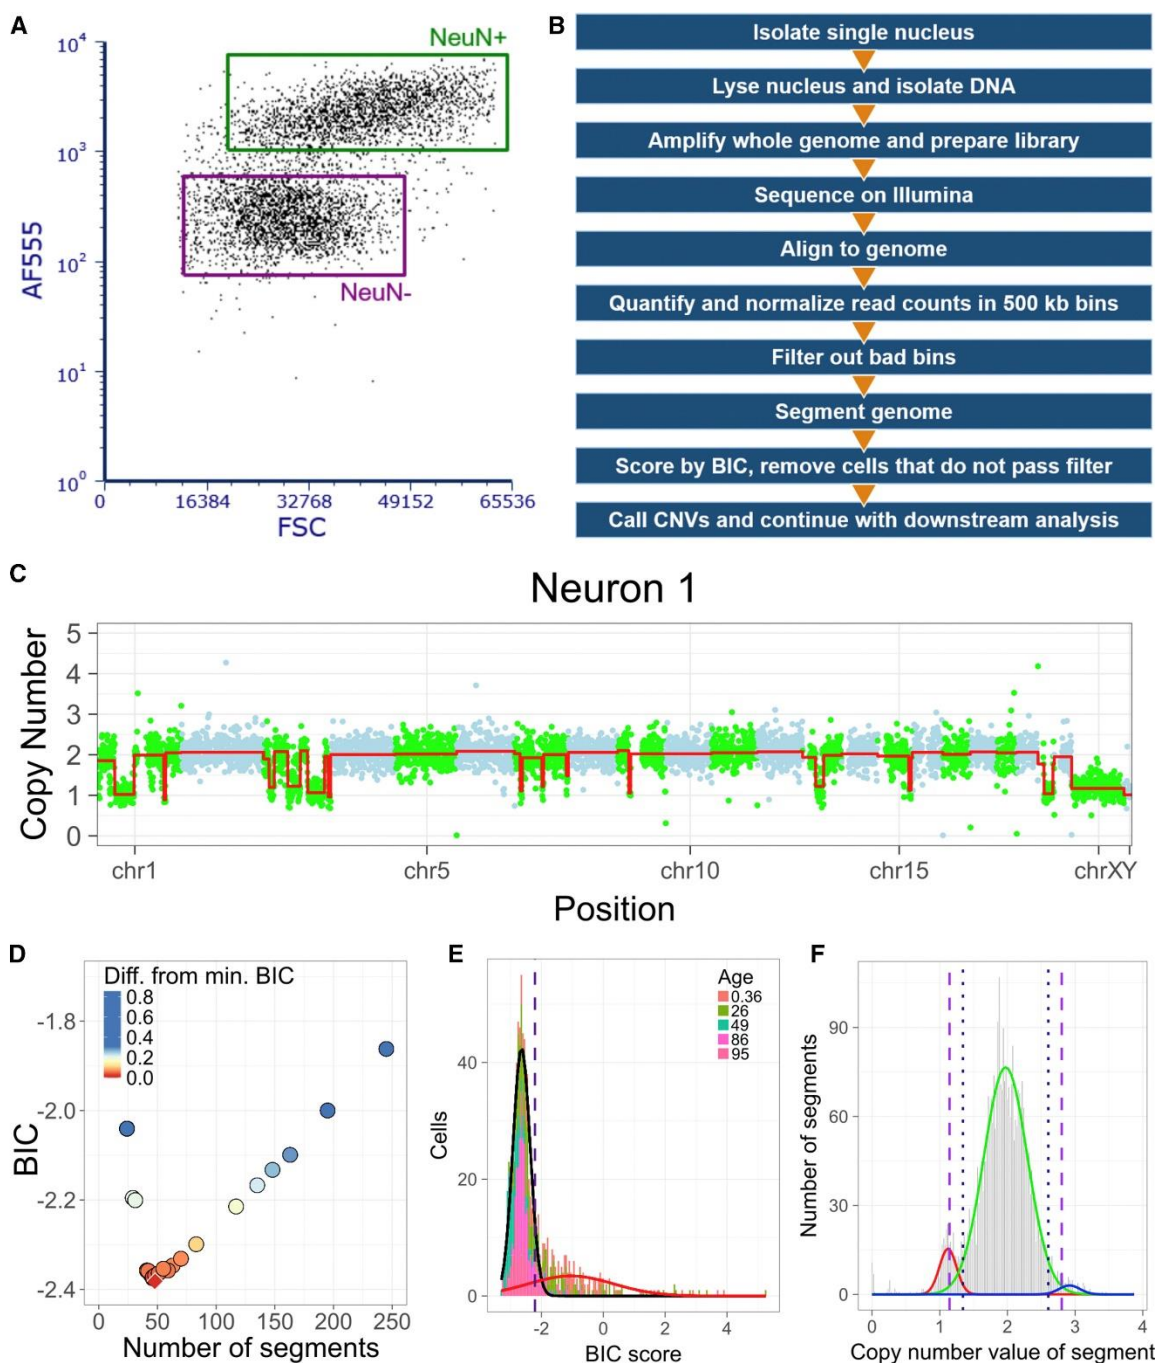 A
NeuN+
10⁴
10³
10²
10¹
10⁰
AF555
NeuN-
0 16384 32768 49152 65536
FSC
B
Isolate single nucleus
Lyse nucleus and isolate DNA
Amplify whole genome and prepare library
Sequence on Illumina
Align to genome
Quantify and normalize read counts in 500 kb bins
Filter out bad bins
Segment genome
Score by BIC, remove cells that do not pass filter
Call CNVs and continue with downstream analysis
C
Neuron 1
Copy Number
5
4
3
2
1
0
chr1 chr5 chr10 chr15 chrXY
Position
D
Diff. from min. BIC
0.8
0.6
0.4
0.2
0.0
BIC
-1.8
-2.0
-2.2
-2.4
0 50 100 150 200 250
Number of segments
E
Age
0.36
26
49
86
95
Cells
40
20
0
-2 0 2 4
BIC score
F
Number of segments
90
60
30
0
0 1 2 3 4
Copy number value of segment